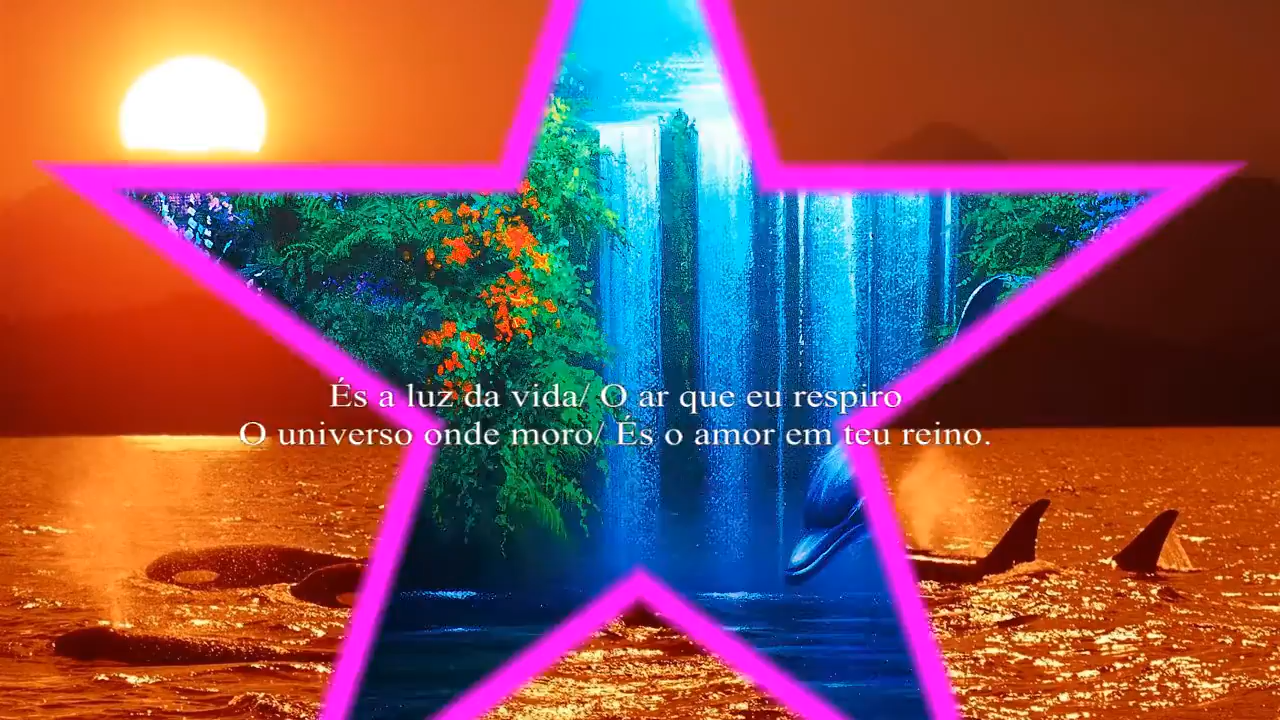 És a luz da vida/ O ar que eu respiro
O universo onde moro/ És o amor em teu reino.